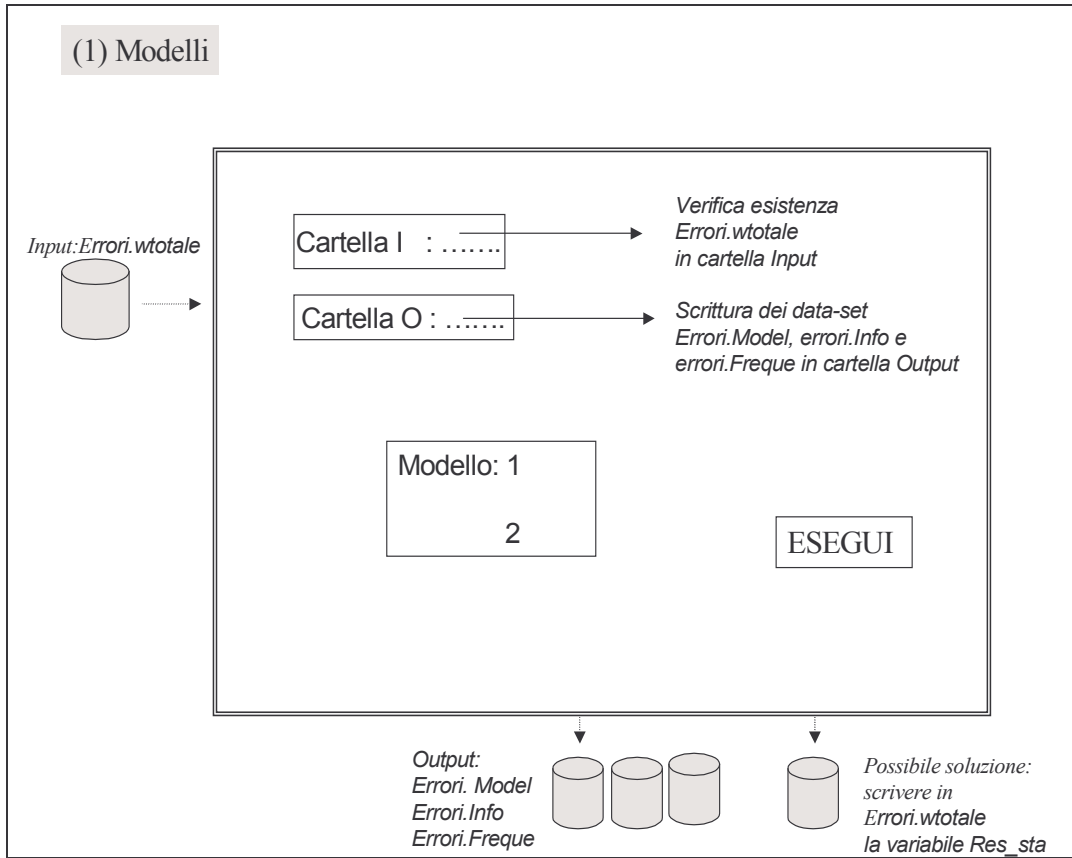 (1) Modelli
Input:Errori.wtotale
Cartella I : …….
Verifica esistenza
Errori.wtotale
in cartella Input
Cartella O : …….
Scrittura dei data-set
Errori.Model, errori.Info e
errori.Freque in cartella Output
Modello: 1
2
ESEGUI
Output:
Errori. Model
Errori.Info
Errori.Freque
Possibile soluzione:
scrivere in
Errori.wtotale
la variabile Res_sta